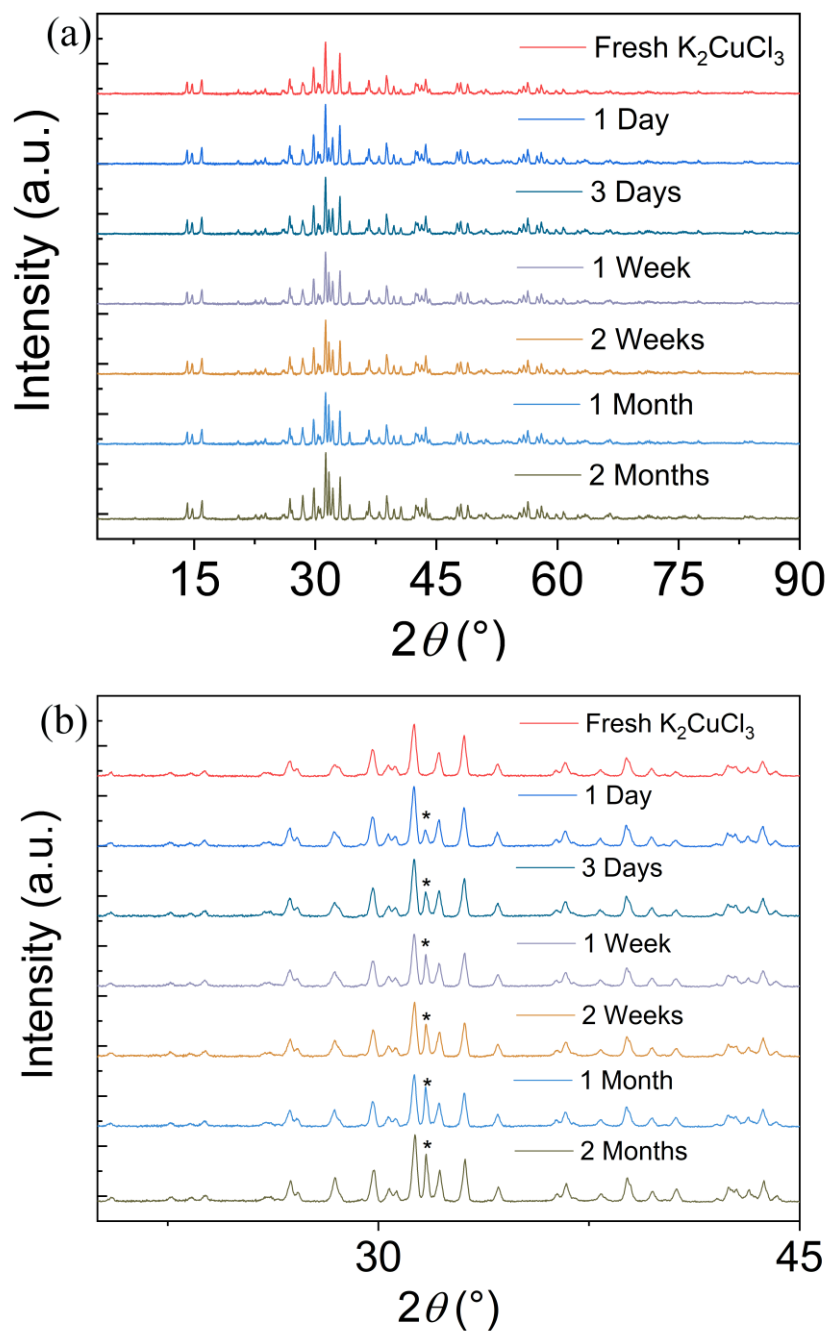 (a)
Fresh K₂CuCl₃
1 Day
3 Days
1 Week
2 Weeks
1 Month
2 Months
Intensity (a.u.)
15 30 45 60 75 90
2θ (°)
(b)
Fresh K₂CuCl₃
1 Day
*
3 Days
*
1 Week
*
2 Weeks
*
1 Month
*
2 Months
*
Intensity (a.u.)
30 45
2θ (°)